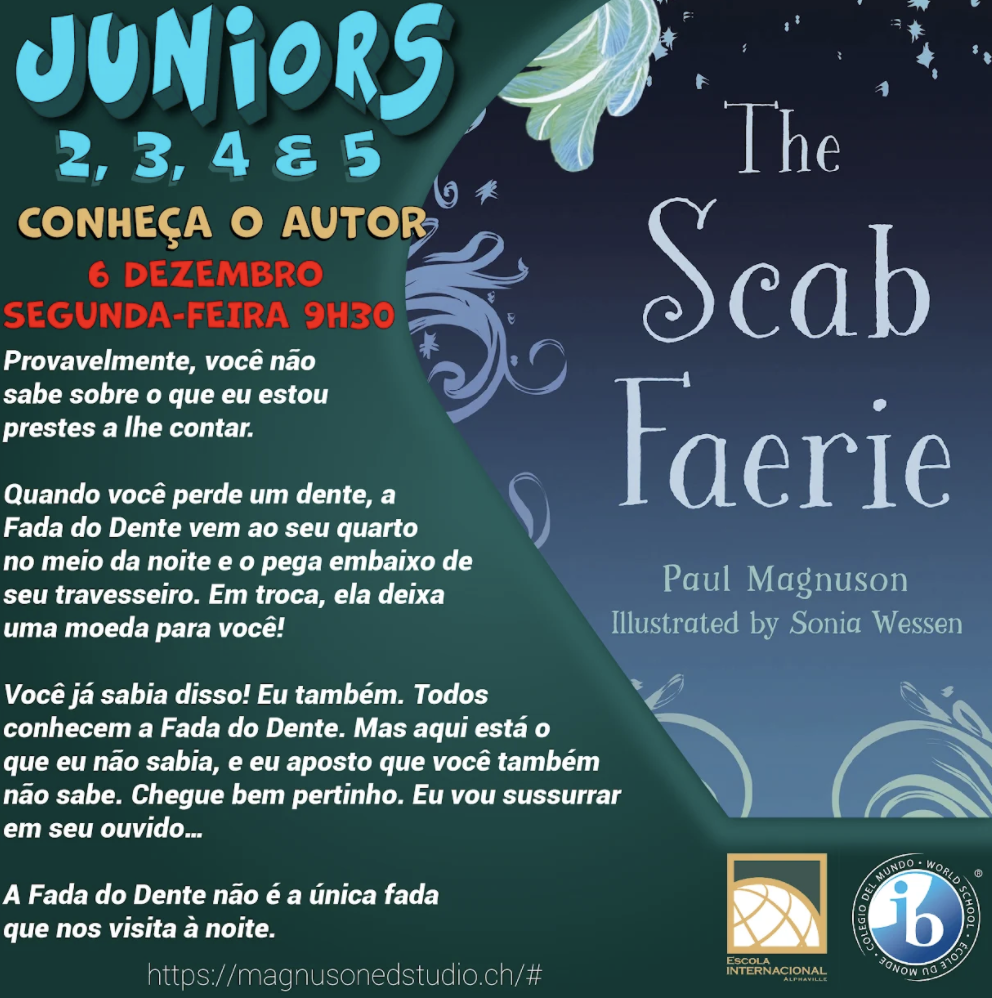 JUNiORS
2, 3, 4 & 5
CONHEÇA O AUTOR
6 DEZEMBRO
SEGUNDA-FEIRA 9H30
Provavelmente, você não
sabe sobre o que eu estou
prestes a lhe contar.
Quando você perde um dente, a
Fada do Dente vem ao seu quarto
no meio da noite e o pega embaixo de
seu travesseiro. Em troca, ela deixa
uma moeda para você!
Você já sabia disso! Eu também. Todos
conhecem a Fada do Dente. Mas aqui está o
que eu não sabia, e eu aposto que você também
não sabe. Chegue bem pertinho. Eu vou sussurrar
em seu ouvido...
A Fada do Dente não é a única fada
que nos visita à noite.
https://magnusonedstudio.ch/#
The
Scab
Faerie
Paul Magnuson
Illustrated by Sonia Wessen
ESCOLA
INTERNACIONAL
ALPHAVILLE
COLEGIO DEL MUNDO · WORLD SCHOOL · ÉCOLE DU MONDE ·
ib
®